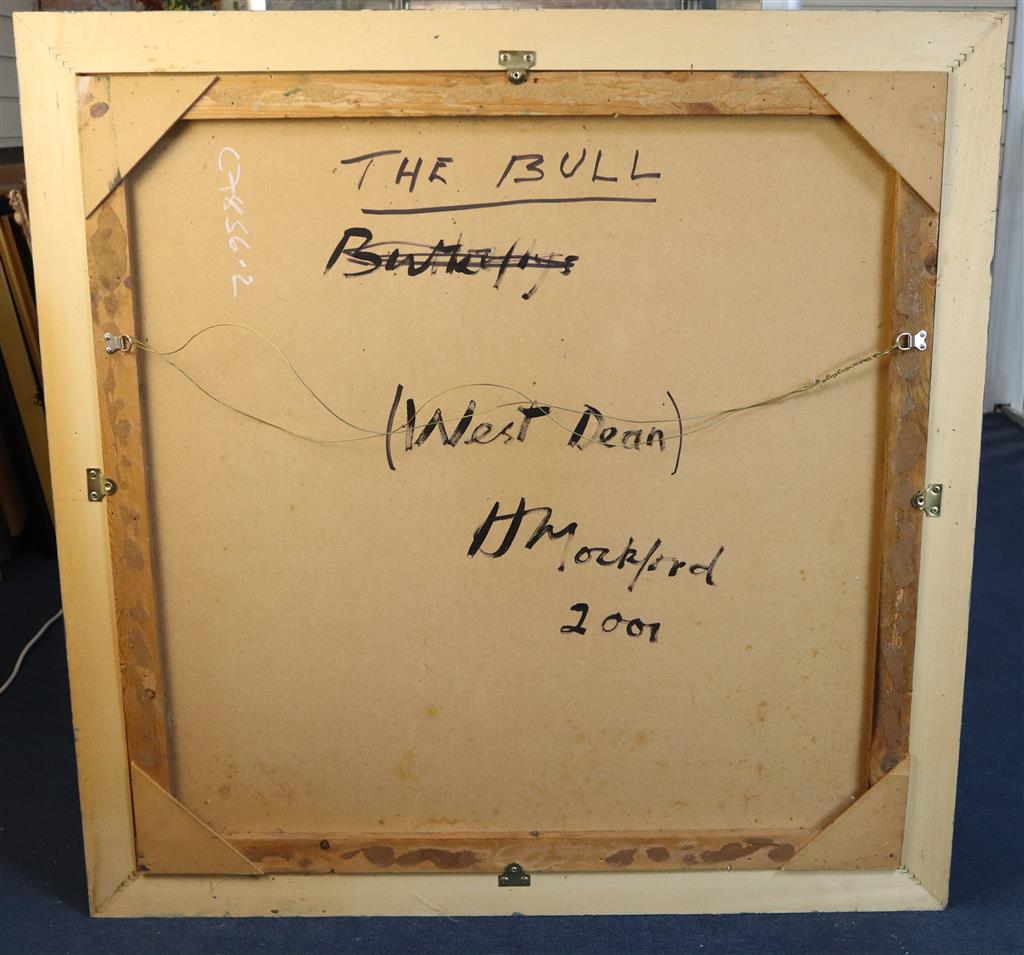 THE BULL
(West Dean)
H Mockford
2001